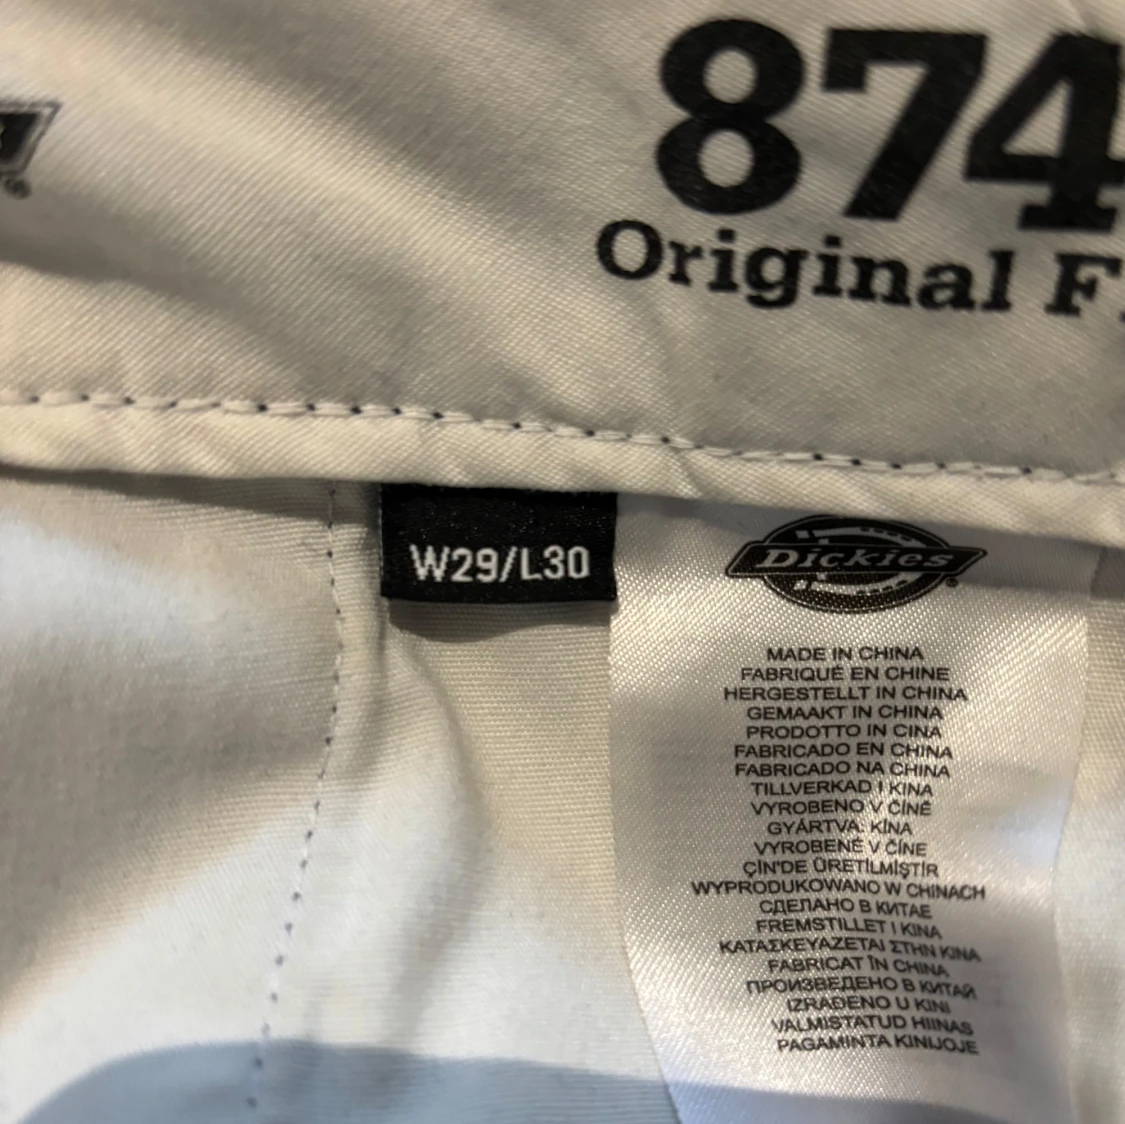 874
Original F
W29/L30
Dickies®
MADE IN CHINA
FABRIQUÉ EN CHINE
HERGESTELLT IN CHINA
GEMAAKT IN CHINA
PRODOTTO IN CINA
FABRICADO EN CHINA
FABRICADO NA CHINA
TILLVERKAD I KINA
VYROBENO V ČÍNĚ
GYÁRTVA: KÍNA
VYROBENÉ V ČÍNE
ÇİN'DE ÜRETİLMİŞTİR
WYPRODUKOWANO W CHINACH
СДЕЛАНО В КИТАЕ
FREMSTILLET I KINA
ΚΑΤΑΣΚΕΥΑΖΕΤΑΙ ΣΤΗΝ ΚΙΝΑ
FABRICAT ÎN CHINA
ПРОИЗВЕДЕНО В КИТАЙ
IZRAĐENO U KINI
VALMISTATUD HIINAS
PAGAMINTA KINIJOJE